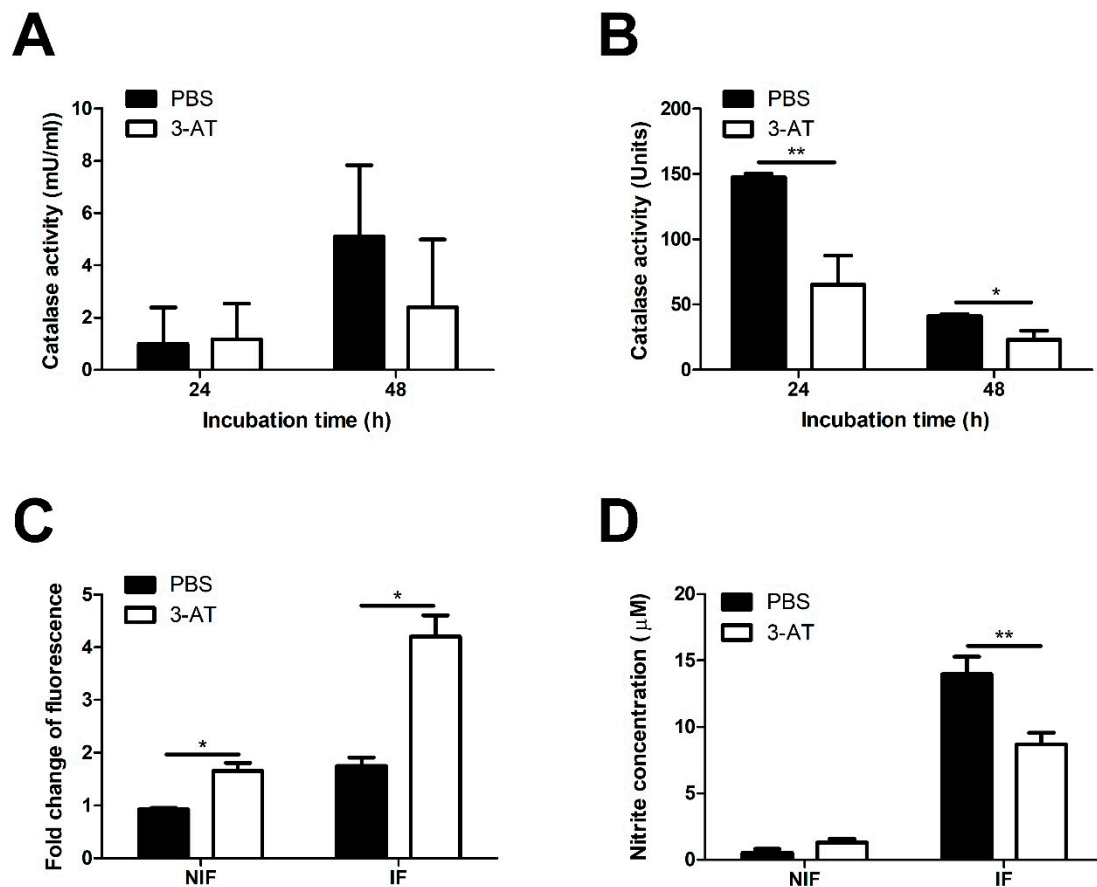 A
PBS
3-AT
Catalase activity (mU/ml))
10
8
6
4
2
0
24
48
Incubation time (h)
B
PBS
3-AT
Catalase activity (Units)
200
150
100
50
0
**
*
24
48
Incubation time (h)
C
PBS
3-AT
Fold change of fluorescence
5
4
3
2
1
0
*
*
NIF
IF
D
PBS
3-AT
Nitrite concentration ( μM)
20
15
10
5
0
**
NIF
IF